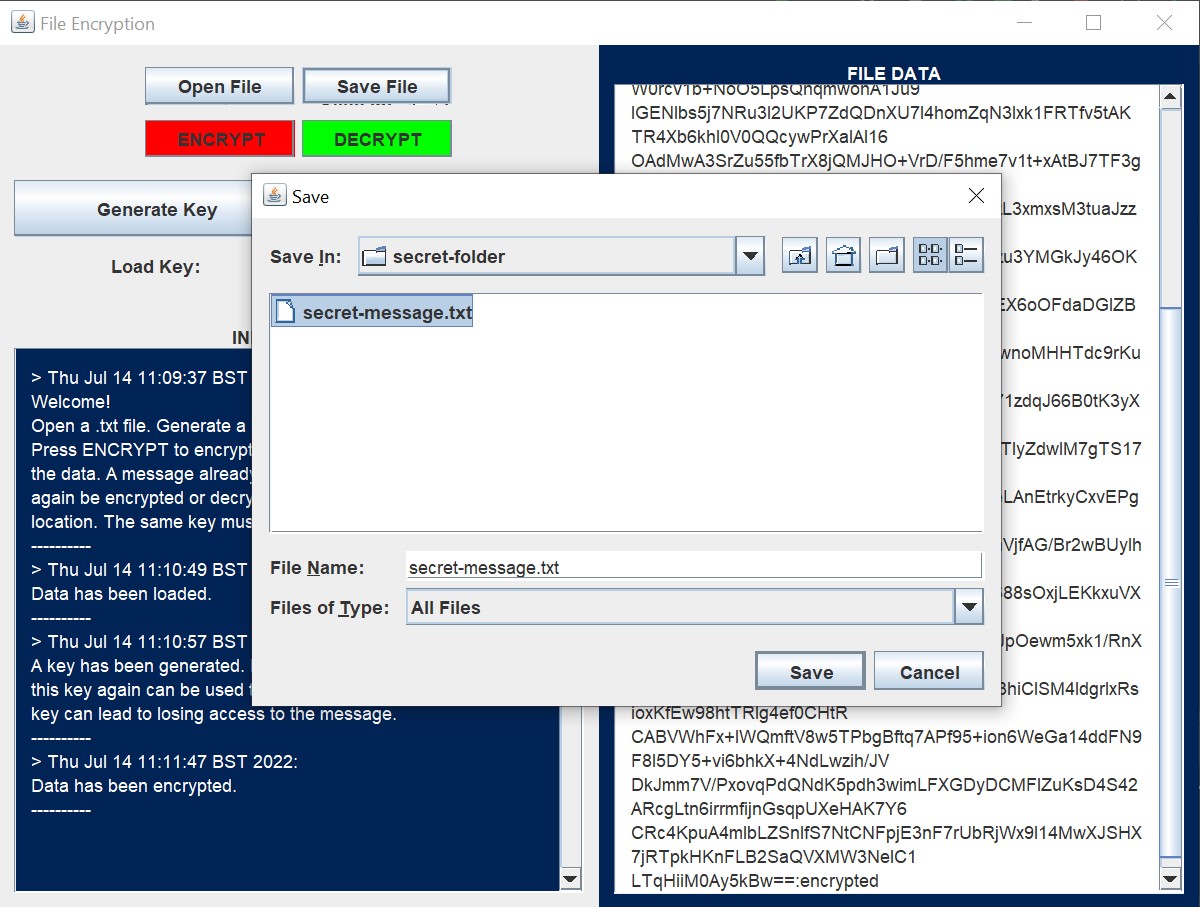 File Encryption
Open File
Save File
ENCRYPT
DECRYPT
Generate Key
Load Key:
> Thu Jul 14 11:09:37 BST
Welcome!
Open a .txt file. Generate a
Press ENCRYPT to encrypt
the data. A message already
again be encrypted or decry
location. The same key mus
----------
> Thu Jul 14 11:10:49 BST
Data has been loaded.
----------
> Thu Jul 14 11:10:57 BST
A key has been generated.
this key again can be used
key can lead to losing access to the message.
----------
> Thu Jul 14 11:11:47 BST 2022:
Data has been encrypted.
----------
Save
Save In:
secret-folder
secret-message.txt
File Name:
secret-message.txt
Files of Type:
All Files
Save
Cancel
FILE DATA
lGENlbs5j7NRu3l2UKP7ZdQDnXU7l4homZqN3lxk1FRTfv5tAK
TR4Xb6khl0V0QQcywPrXalAl16
OAdMwA3SrZu55fbTrX8jQMJHO+VrD/F5hme7v1t+xAtBJ7TF3g
L3xmxsM3tuaJzz
u3YMGkJy46OK
X6oOFdaDGlZB
wnoMHHTdc9rKu
1zdqJ66B0tK3yX
TlyZdwlM7gTS17
LAnEtrkyCxvEPg
VjfAG/Br2wBUylh
88sOxjLEKkxuVX
pOewm5xk1/RnX
hiClSM4ldgrlxRs
ioxKfEw98htTRlg4ef0CHtR
CABVWhFx+lWQmftV8w5TPbgBftq7APf95+ion6WeGa14ddFN9
F8l5DY5+vi6bhkX+4NdLwzih/JV
DkJmm7V/PxovqPdQNdK5pdh3wimLFXGDyDCMFlZuKsD4S42
ARcgLtn6irrmfijnGsqpUXeHAK7Y6
CRc4KpuA4mlbLZSnlfS7NtCNFpjE3nF7rUbRjWx9l14MwXJSHX
7jRTpkHKnFLB2SaQVXMW3NelC1
LTqHiiM0Ay5kBw==:encrypted